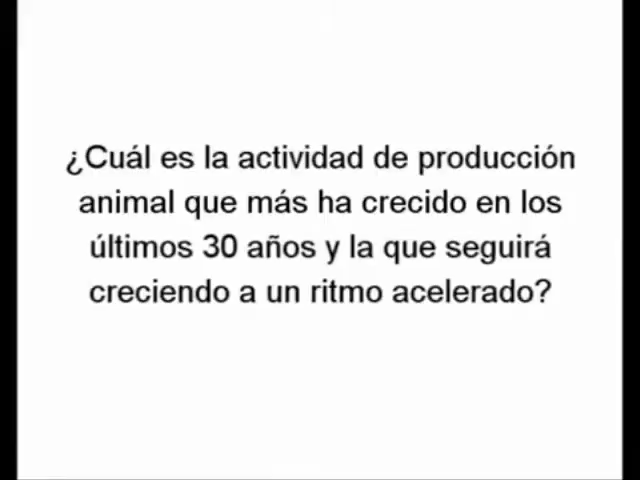 ¿Cuál es la actividad de producción
animal que más ha crecido en los
últimos 30 años y la que seguirá
creciendo a un ritmo acelerado?